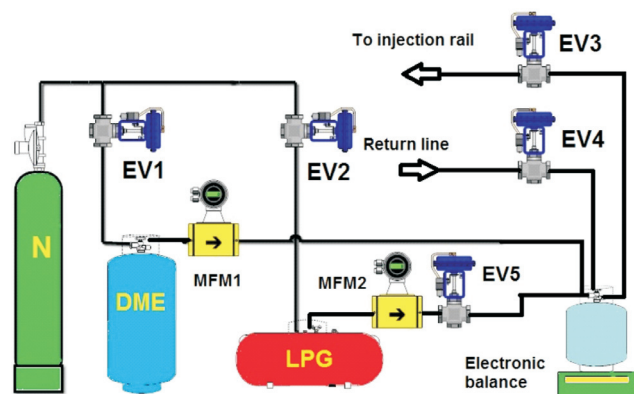 To injection rail
EV3
EV4
Return line
EV1
EV2
N
MFM1
MFM2
EV5
DME
LPG
Electronic
balance